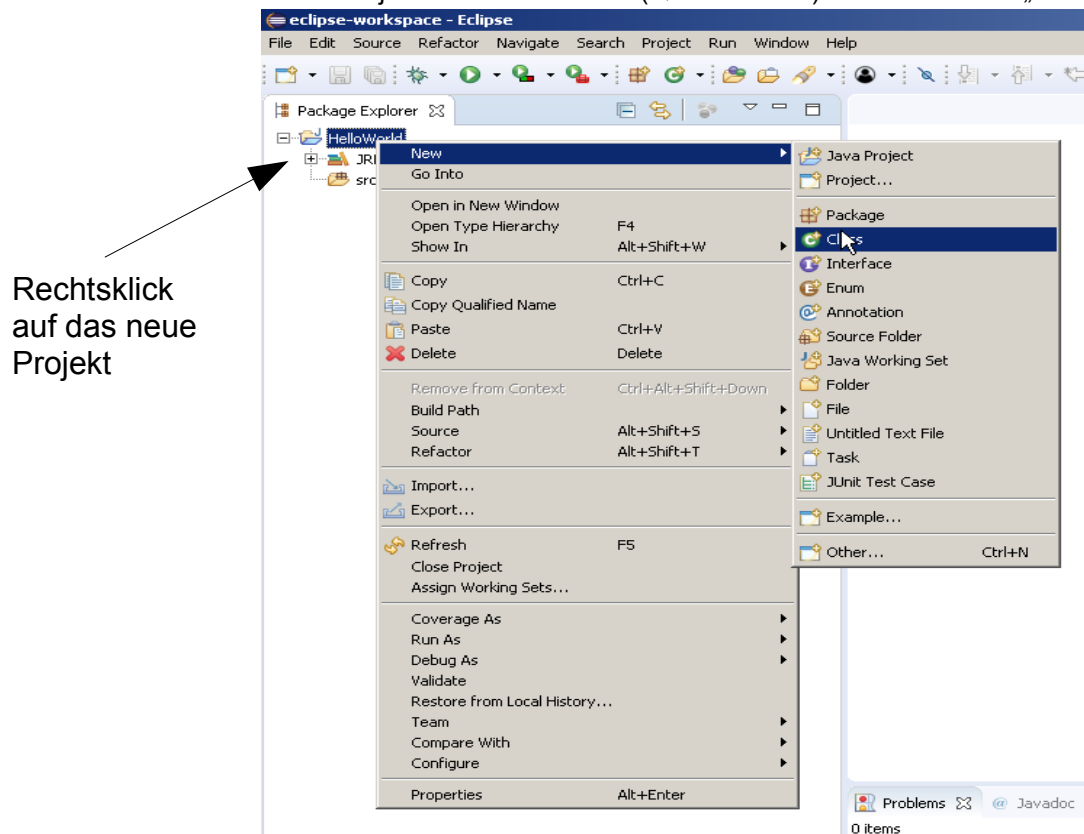 eclipse-workspace - Eclipse
File Edit Source Refactor Navigate Search Project Run Window Help
Package Explorer
HelloWorld
src
Rechtsklick
auf das neue
Projekt
New
Go Into
Open in New Window
Open Type Hierarchy F4
Show In Alt+Shift+W
Copy Ctrl+C
Copy Qualified Name
Paste Ctrl+V
Delete Delete
Remove from Context Ctrl+Alt+Shift+Down
Build Path
Source Alt+Shift+S
Refactor Alt+Shift+T
Import...
Export...
Refresh F5
Close Project
Assign Working Sets...
Coverage As
Run As
Debug As
Validate
Restore from Local History...
Team
Compare With
Configure
Properties Alt+Enter
Java Project
Project...
Package
Class
Interface
Enum
Annotation
Source Folder
Java Working Set
Folder
File
Untitled Text File
Task
JUnit Test Case
Example...
Other... Ctrl+N
Problems @ Javadoc
0 items